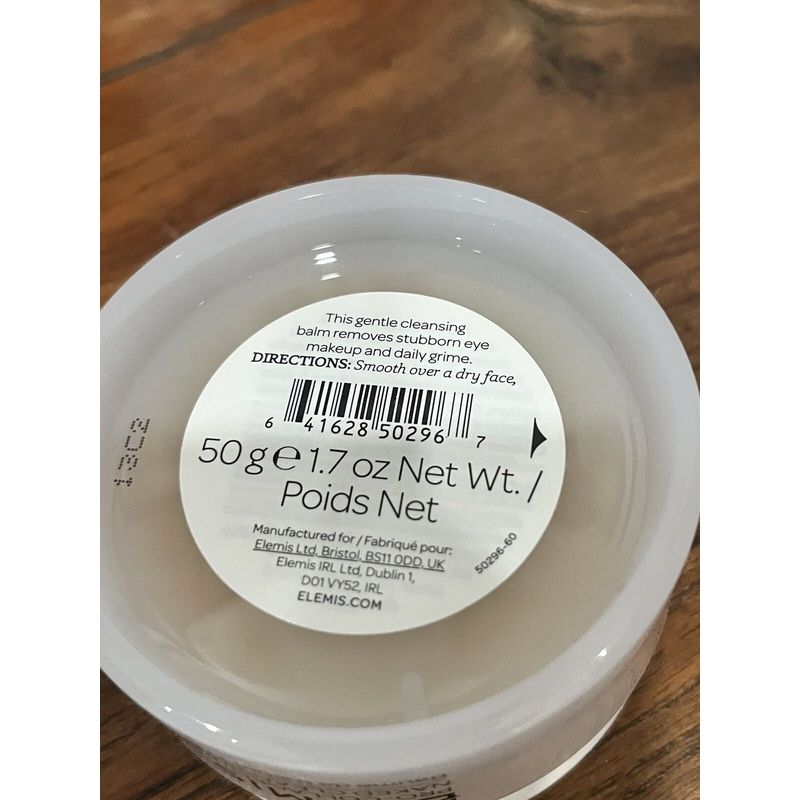 This gentle cleansing
balm removes stubborn eye
makeup and daily grime.
DIRECTIONS: Smooth over a dry face,
6 41628 50296 7
50 g ℮ 1.7 oz Net Wt. /
Poids Net
Manufactured for / Fabriqué pour:
Elemis Ltd, Bristol, BS11 0DD, UK
Elemis IRL Ltd, Dublin 1,
D01 VY52, IRL
ELEMIS.COM
50296-60
13C2